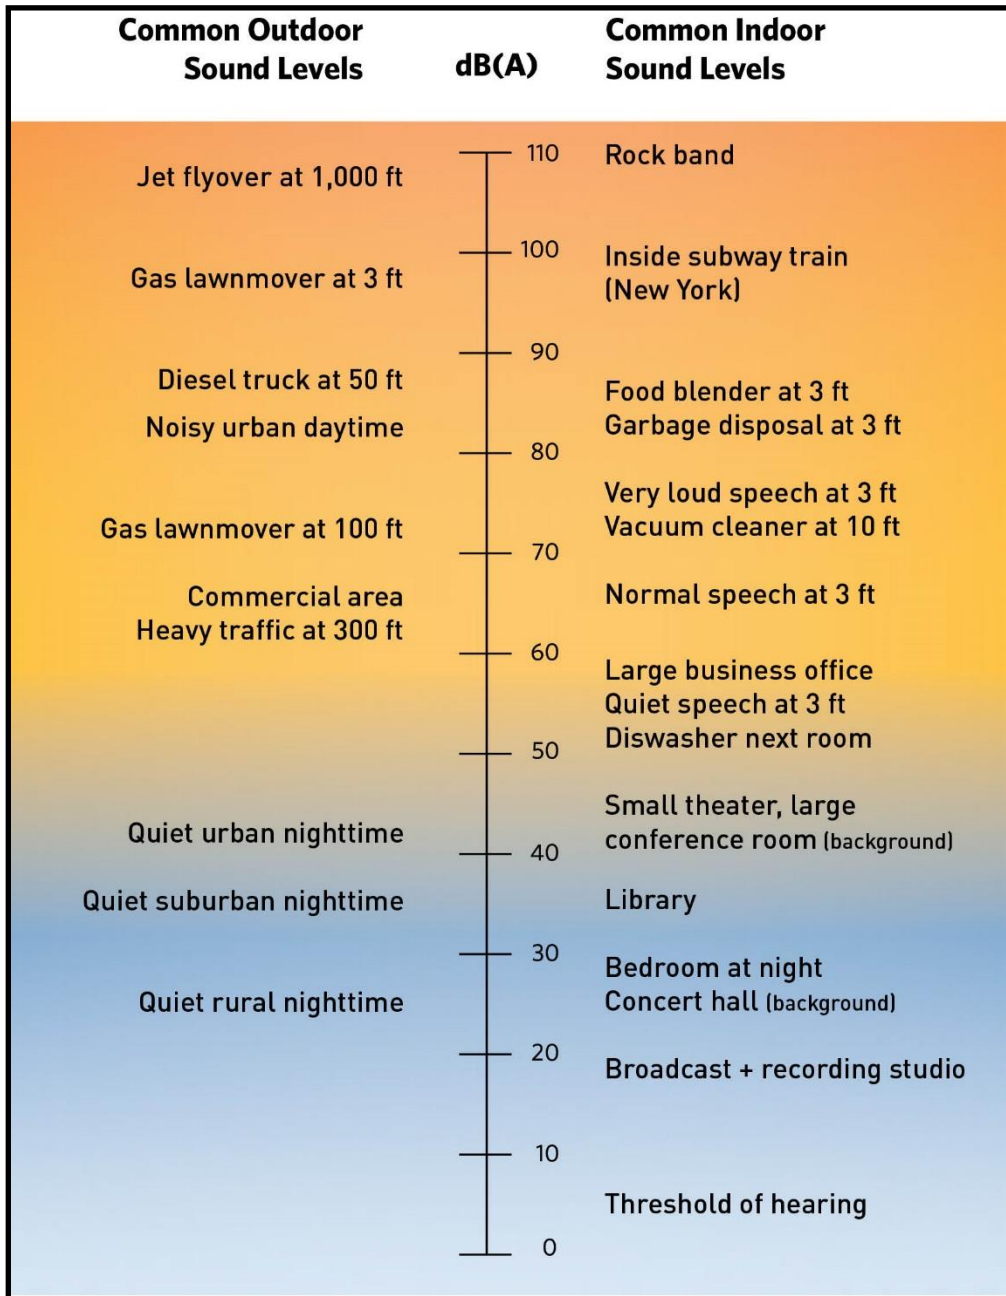 Common Outdoor
Sound Levels
dB(A)
Common Indoor
Sound Levels
110
Rock band
Jet flyover at 1,000 ft
100
Inside subway train
(New York)
Gas lawnmover at 3 ft
90
Diesel truck at 50 ft
Food blender at 3 ft
Noisy urban daytime
Garbage disposal at 3 ft
80
Very loud speech at 3 ft
Gas lawnmover at 100 ft
Vacuum cleaner at 10 ft
70
Commercial area
Normal speech at 3 ft
Heavy traffic at 300 ft
60
Large business office
Quiet speech at 3 ft
Diswasher next room
50
Small theater, large
Quiet urban nighttime
conference room (background)
40
Quiet suburban nighttime
Library
30
Bedroom at night
Quiet rural nighttime
Concert hall (background)
20
Broadcast + recording studio
10
Threshold of hearing
0